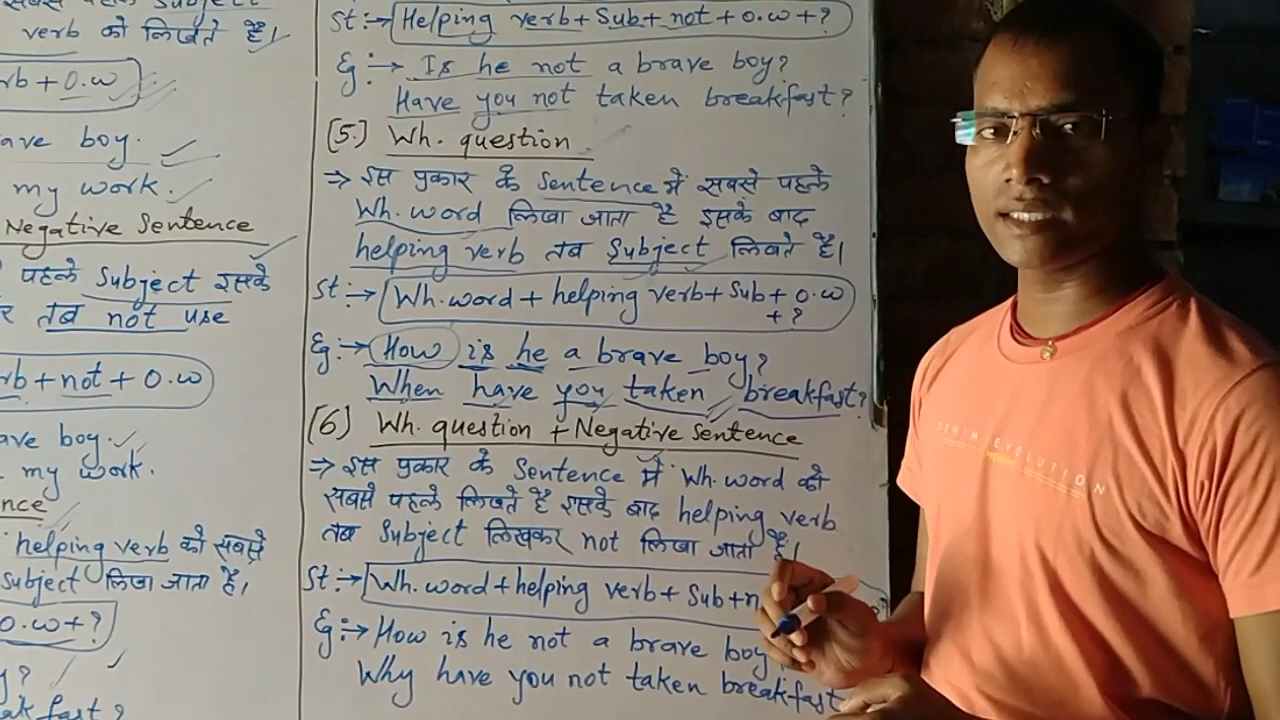 verb को लिखते हैं।
rb + O.w
ave boy.
my work.
Negative Sentence
पहले Subject इसके
र तब not use
rb + not + O.w
ave boy.
my work.
nce
helping verb को सबसे
Subject लिखा जाता है।
O.w + ?
y ?
ak fast ?
St :→ Helping verb + Sub + not + O.w + ?
Eg :→ Is he not a brave boy?
Have you not taken breakfast?
(5.) Wh. question
⇒ इस प्रकार के Sentence में सबसे पहले
Wh. word लिखा जाता है इसके बाद
helping verb तब Subject लिखते हैं।
St :→ Wh. word + helping verb + Sub + O.w
+ ?
Eg :→ How is he a brave boy?
When have you taken breakfast?
(6) Wh. question + Negative Sentence
⇒ इस प्रकार के Sentence में Wh. word को
सबसे पहले लिखते हैं इसके बाद helping verb
तब Subject लिखकर not लिखा जाता है।
St :→ Wh. word + helping verb + Sub + n
Eg :→ How is he not a brave boy
Why have you not taken breakfast
DENIM EVOLUTION